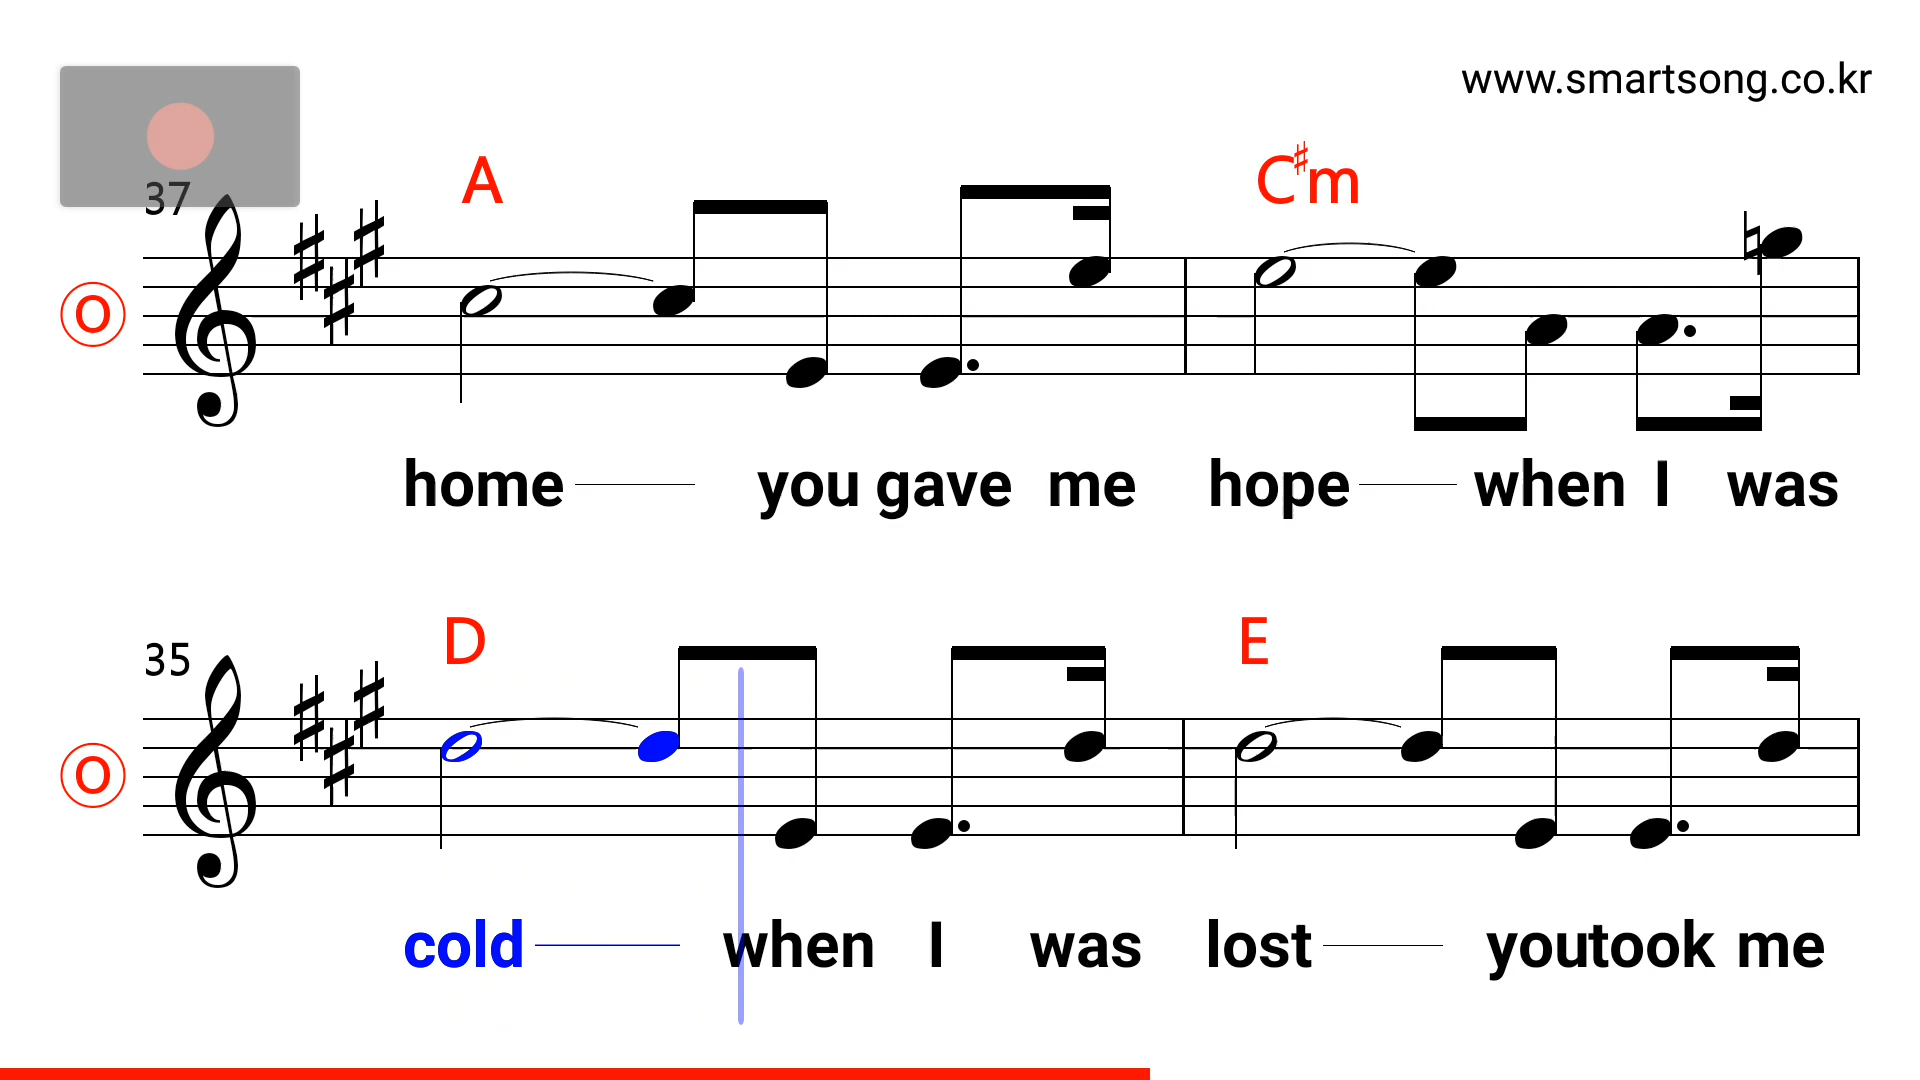 www.smartsong.co.kr
37
A C♯m
O
home you gave me hope when I was
35
D E
O
cold when I was lost youtook me